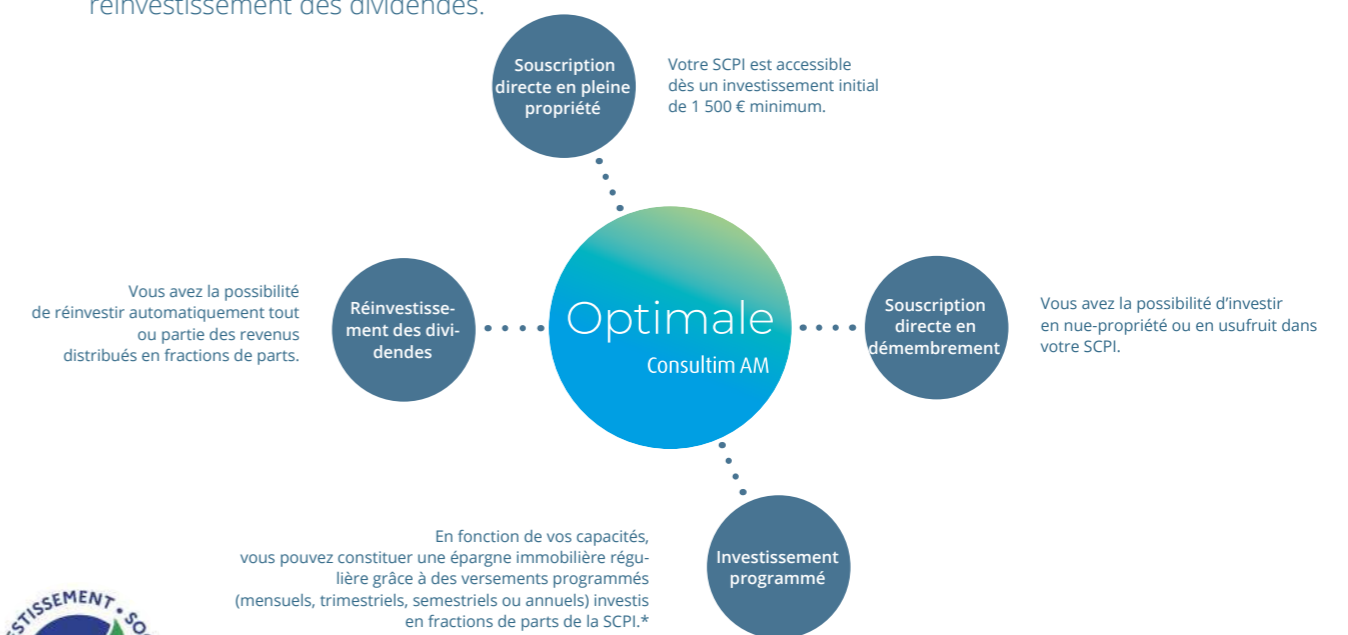 réinvestissement des dividendes.
Souscription
directe en pleine
propriété
Votre SCPI est accessible
dès un investissement initial
de 1 500 € minimum.
Vous avez la possibilité
de réinvestir automatiquement tout
ou partie des revenus
distribués en fractions de parts.
Réinvestisse-
ment des divi-
dendes
Optimale
Consultim AM
Souscription
directe en
démembrement
Vous avez la possibilité d’investir
en nue-propriété ou en usufruit dans
votre SCPI.
En fonction de vos capacités,
vous pouvez constituer une épargne immobilière régu-
lière grâce à des versements programmés
(mensuels, trimestriels, semestriels ou annuels) investis
en fractions de parts de la SCPI.*
Investissement
programmé